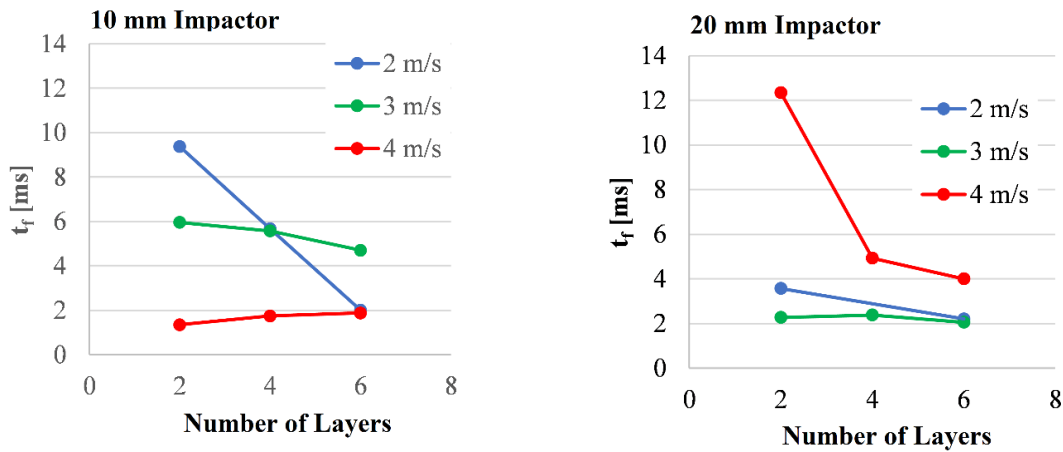 10 mm Impactor
14
12
10
8
6
4
2
0
t_f [ms]
2 m/s
3 m/s
4 m/s
0 2 4 6 8
Number of Layers
20 mm Impactor
14
12
10
8
6
4
2
0
t_f [ms]
2 m/s
3 m/s
4 m/s
0 2 4 6 8
Number of Layers